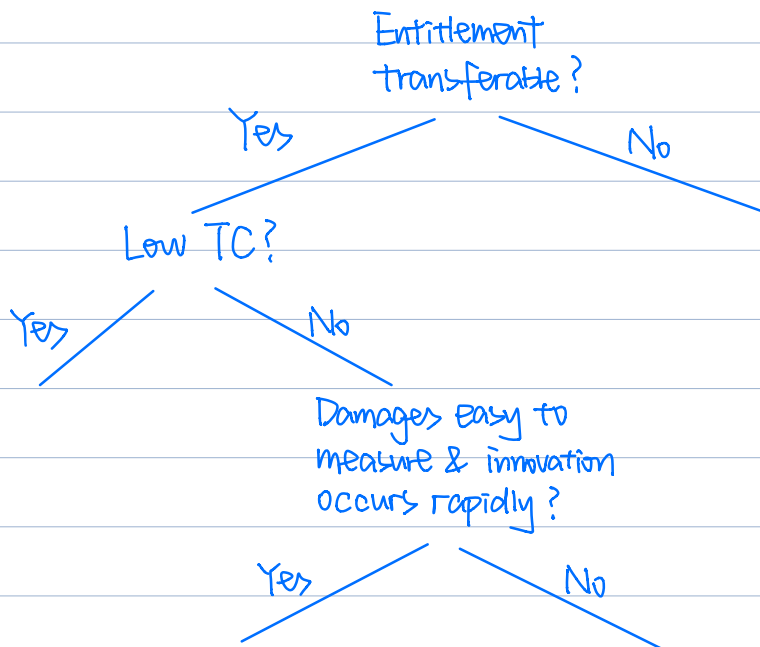 Entitlement
transferable?
Yes
No
Low TC?
Yes
No
Damages easy to
measure & innovation
occurs rapidly?
Yes
No